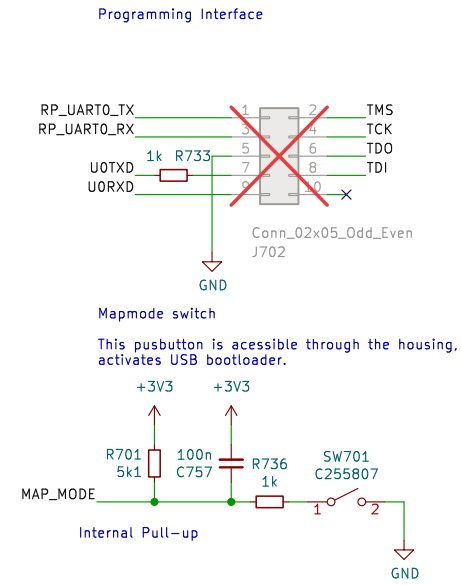 Programming Interface
RP_UART0_TX 1 2 TMS
RP_UART0_RX 3 4 TCK
5 6 TDO
1k R733
U0TXD 7 8 TDI
U0RXD 9 10
Conn_02x05_Odd_Even
J702
GND
Mapmode switch
This pusbutton is acessible through the housing,
activates USB bootloader.
+3V3 +3V3
R701 100n R736 SW701
5k1 C757 1k C255807
MAP_MODE 1 2
Internal Pull-up
GND